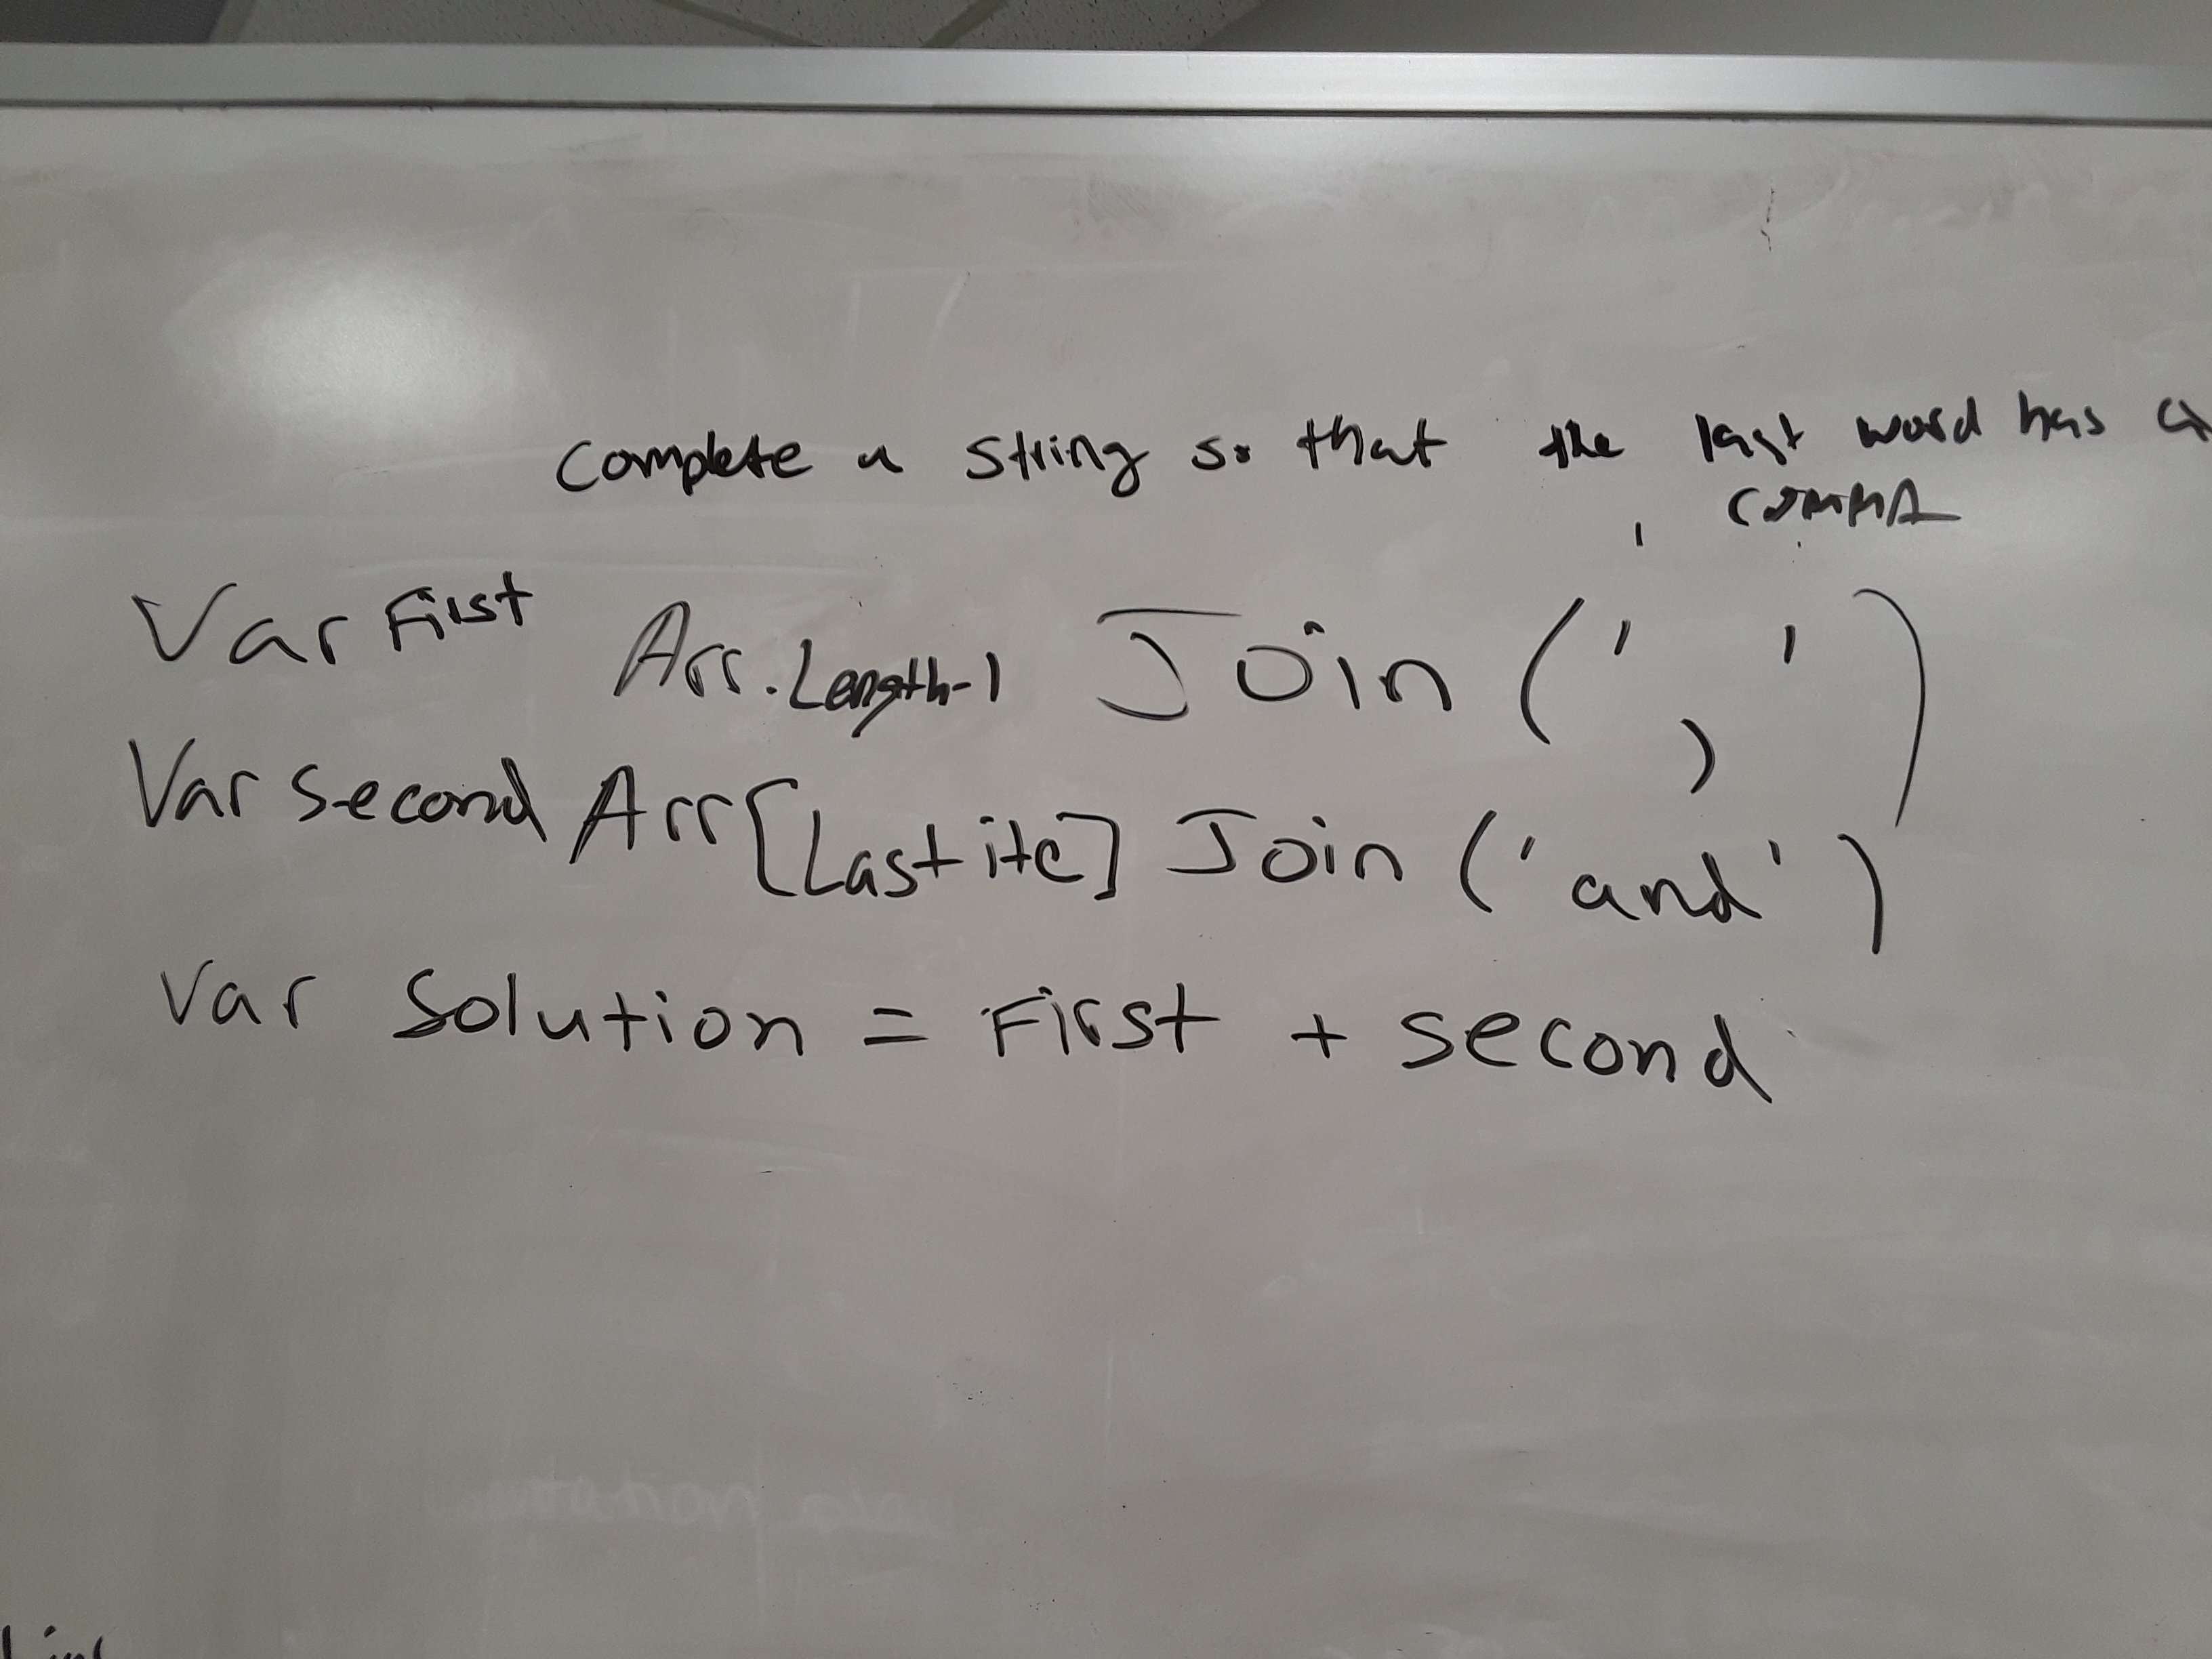 Complete a string so that the last word has a
COMMA
Var First Arr.Length-1 Join (' , ')
Var second Arr[Last ite] Join ('and')
Var Solution = First + second